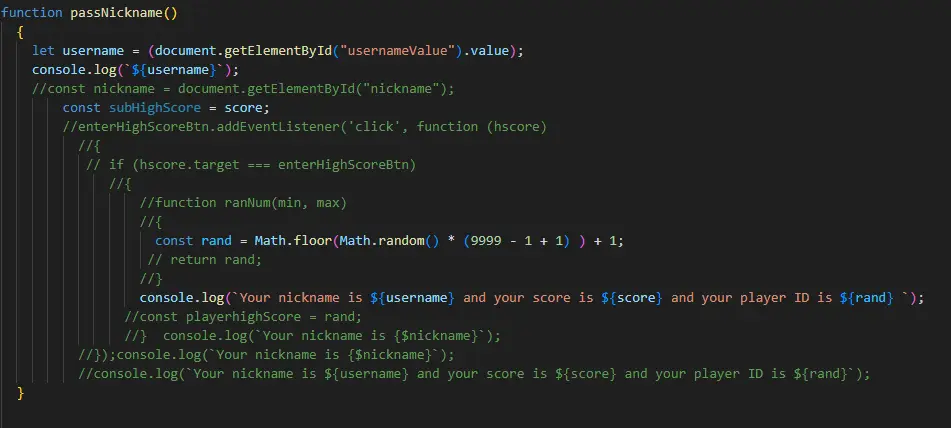 function passNickname()
{
let username = (document.getElementById("usernameValue").value);
console.log(`${username}`);
//const nickname = document.getElementById("nickname");
const subHighScore = score;
//enterHighScoreBtn.addEventListener('click', function (hscore)
//{
// if (hscore.target === enterHighScoreBtn)
//{
//function ranNum(min, max)
//{
const rand = Math.floor(Math.random() * (9999 - 1 + 1) ) + 1;
// return rand;
//}
console.log(`Your nickname is ${username} and your score is ${score} and your player ID is ${rand} `);
//const playerhighScore = rand;
//}  console.log(`Your nickname is {$nickname}`);
//});console.log(`Your nickname is {$nickname}`);
//console.log(`Your nickname is ${username} and your score is ${score} and your player ID is ${rand}`);
}